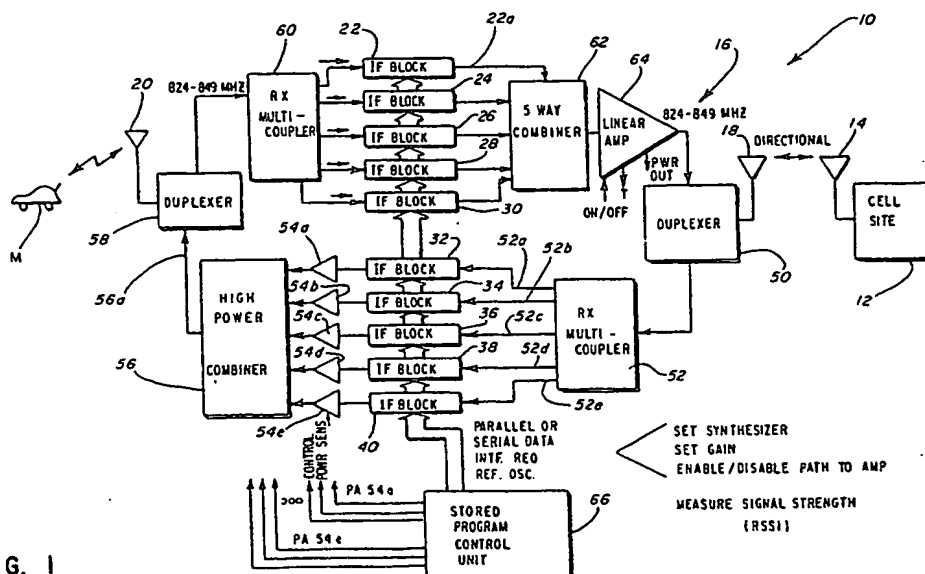 60
22
22a
62
10
IF BLOCK
64
16
20
824-849 MHZ
RX
MULTI-
COUPLER
24
IF BLOCK
26
IF BLOCK
28
IF BLOCK
IF BLOCK
30
5 WAY
COMBINER
LINEAR
AMP
824-849 MHZ
18
DIRECTIONAL
14
PWR
OUT
ON/OFF
M
DUPLEXER
58
DUPLEXER
50
CELL
SITE
12
54a
32
52a
52b
56a
IF BLOCK
54b
34
IF BLOCK
HIGH
POWER
COMBINER
56
54c
36
52c
IF BLOCK
54d
38
52d
IF BLOCK
54e
IF BLOCK
40
52e
RX
MULTI-
COUPLER
52
CONTROL
POWR SENS
PARALLEL OR
SERIAL DATA
INTF. REQ
REF. OSC.
SET SYNTHESIZER
SET GAIN
ENABLE/DISABLE PATH TO AMP
MEASURE SIGNAL STRENGTH
(RSSI)
PA 54a
PA 54e
STORED
PROGRAM
CONTROL
UNIT
66
G. 1